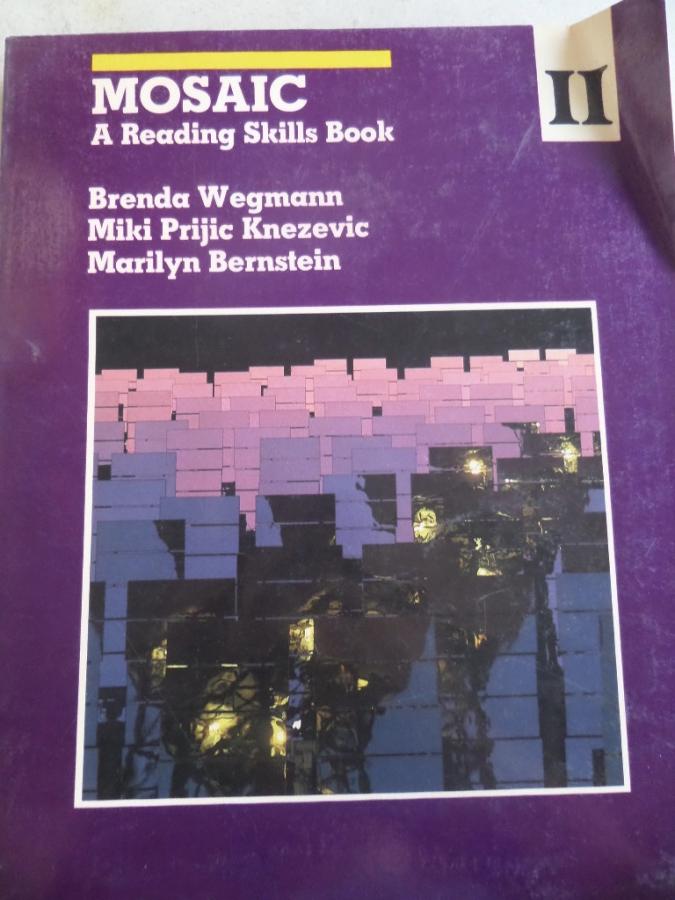 MOSAIC
A Reading Skills Book
II
Brenda Wegmann
Miki Prijic Knezevic
Marilyn Bernstein